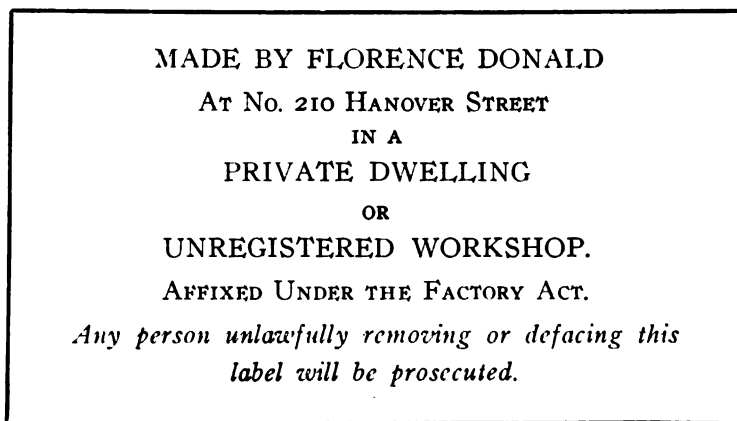 MADE BY FLORENCE DONALD
AT No. 210 HANOVER STREET
IN A
PRIVATE DWELLING
OR
UNREGISTERED WORKSHOP.
AFFIXED UNDER THE FACTORY ACT.
Any person unlawfully removing or defacing this
label will be prosecuted.